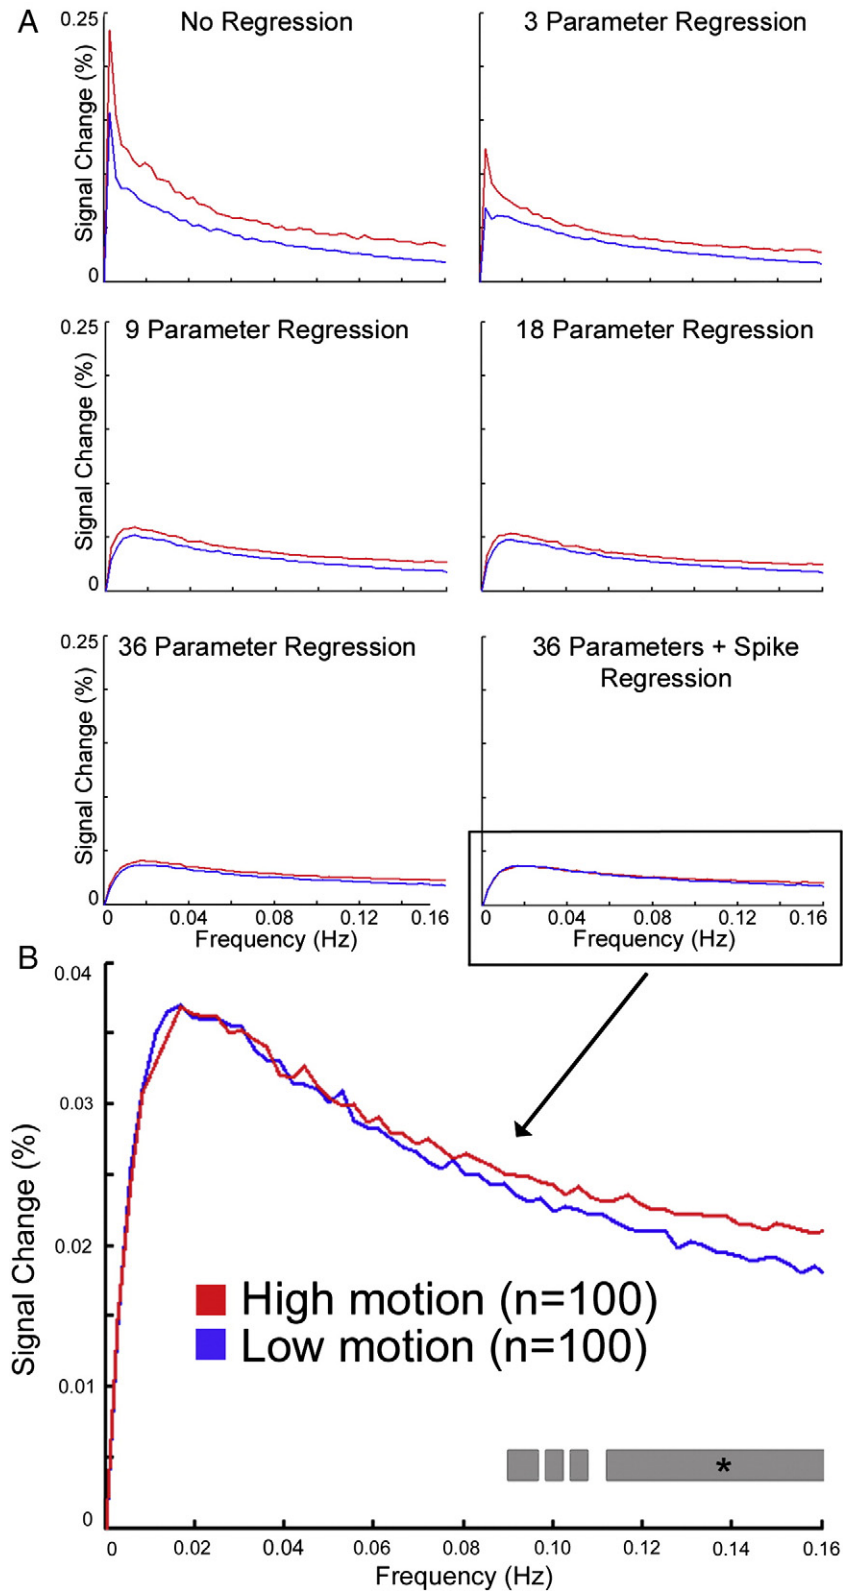 A
No Regression
3 Parameter Regression
0.25
Signal Change (%)
0
9 Parameter Regression
18 Parameter Regression
0.25
Signal Change (%)
0
36 Parameter Regression
36 Parameters + Spike
Regression
0.25
Signal Change (%)
0
0 0.04 0.08 0.12 0.16
Frequency (Hz)
0 0.04 0.08 0.12 0.16
Frequency (Hz)
B
0.04
0.03
0.02
0.01
0
Signal Change (%)
High motion (n=100)
Low motion (n=100)
*
0 0.02 0.04 0.06 0.08 0.10 0.12 0.14 0.16
Frequency (Hz)